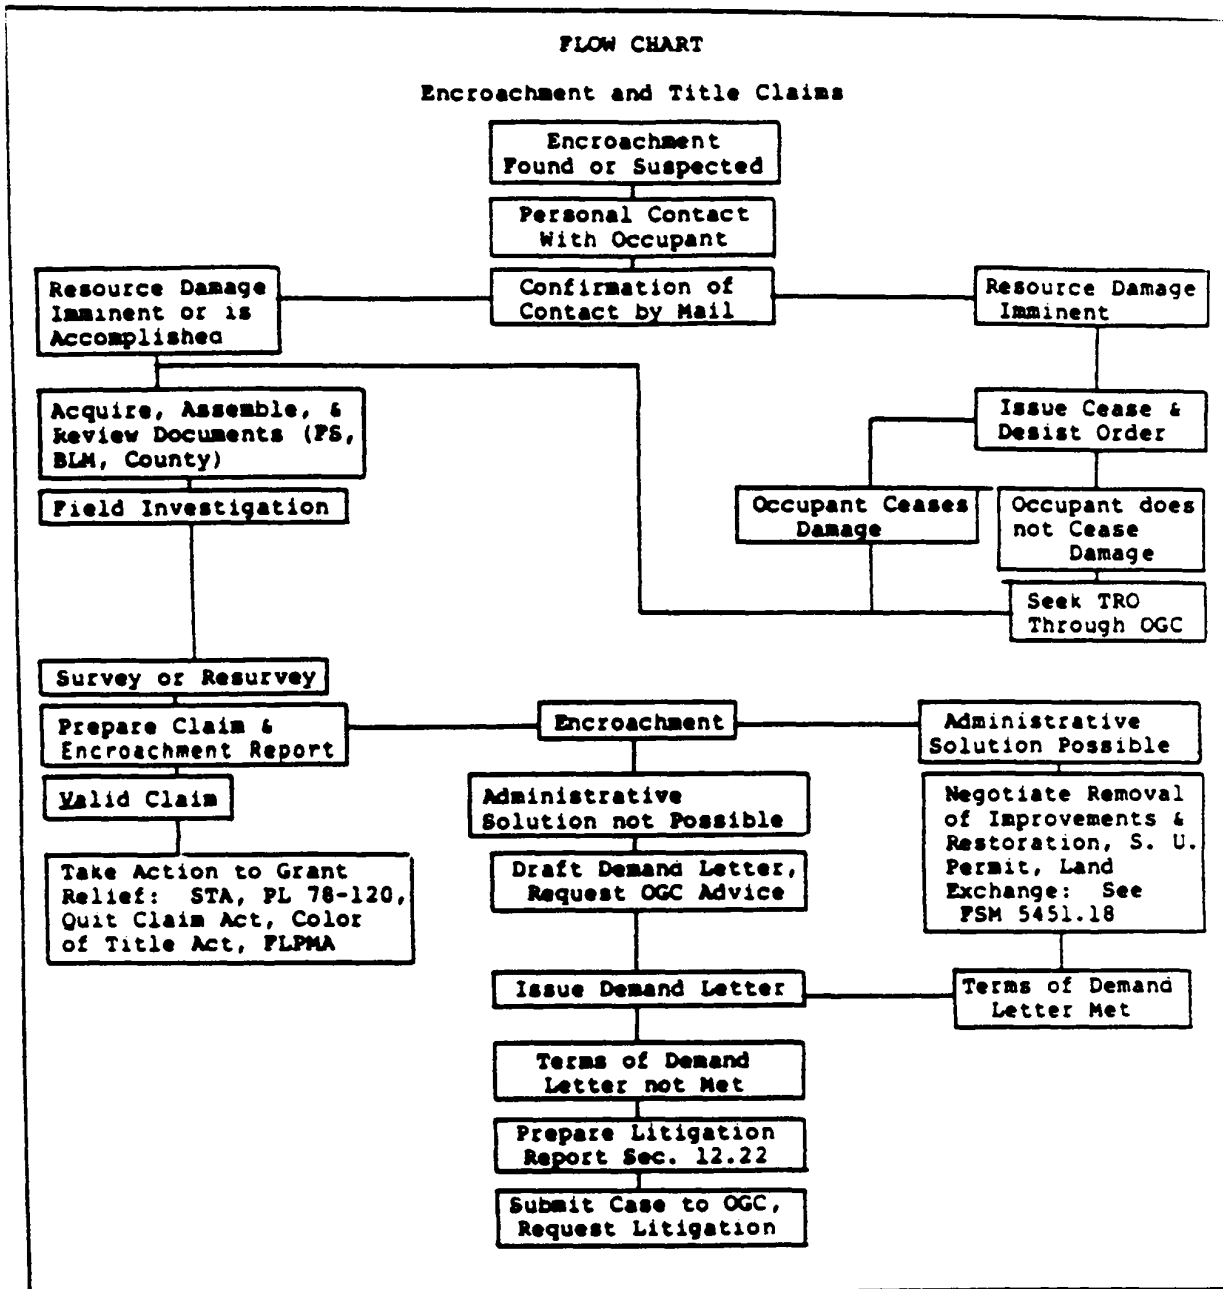 FLOW CHART
Encroachment and Title Claims
Encroachment
Found or Suspected
Personal Contact
With Occupant
Confirmation of
Contact by Mail
Resource Damage
Imminent or is
Accomplished
Resource Damage
Imminent
Acquire, Assemble, &
Review Documents (FS,
BLM, County)
Field Investigation
Issue Cease &
Desist Order
Occupant Ceases
Damage
Occupant does
not Cease
Damage
Seek TRO
Through OGC
Survey or Resurvey
Prepare Claim &
Encroachment Report
Valid Claim
Take Action to Grant
Relief: STA, PL 78-120,
Quit Claim Act, Color
of Title Act, FLPMA
Encroachment
Administrative
Solution not Possible
Draft Demand Letter,
Request OGC Advice
Issue Demand Letter
Terms of Demand
Letter not Met
Prepare Litigation
Report Sec. 12.22
Submit Case to OGC,
Request Litigation
Administrative
Solution Possible
Negotiate Removal
of Improvements &
Restoration, S. U.
Permit, Land
Exchange: See
FSM 5451.18
Terms of Demand
Letter Met